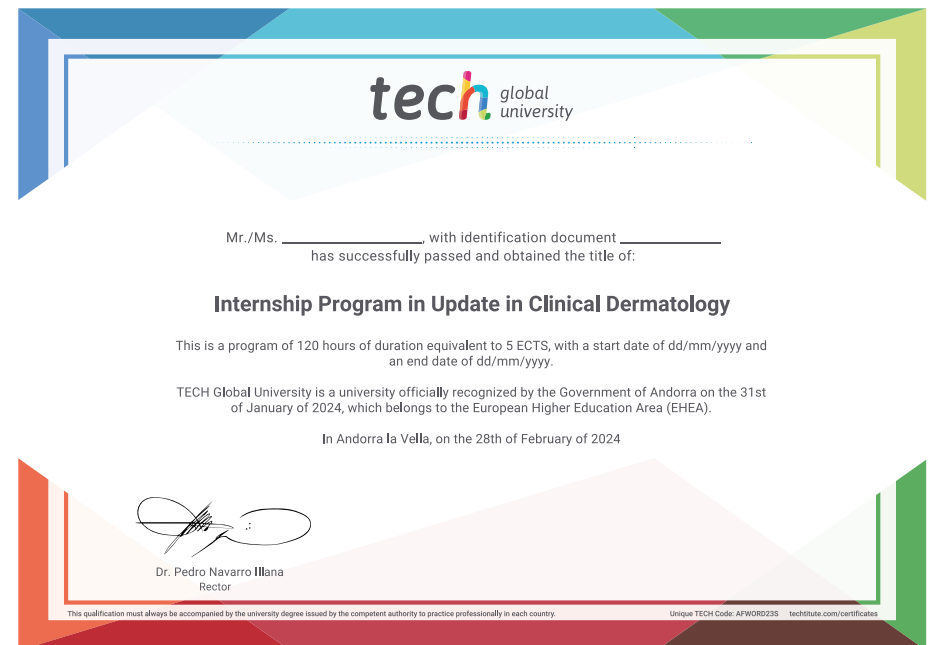 tech global university
Mr./Ms. ____________________, with identification document ______________
has successfully passed and obtained the title of:
Internship Program in Update in Clinical Dermatology
This is a program of 120 hours of duration equivalent to 5 ECTS, with a start date of dd/mm/yyyy and
an end date of dd/mm/yyyy.
TECH Global University is a university officially recognized by the Government of Andorra on the 31st
of January of 2024, which belongs to the European Higher Education Area (EHEA).
In Andorra la Vella, on the 28th of February of 2024
Dr. Pedro Navarro Illana
Rector
This qualification must always be accompanied by the university degree issued by the competent authority to practice professionally in each country.
Unique TECH Code: AFWORD23S techtitute.com/certificates